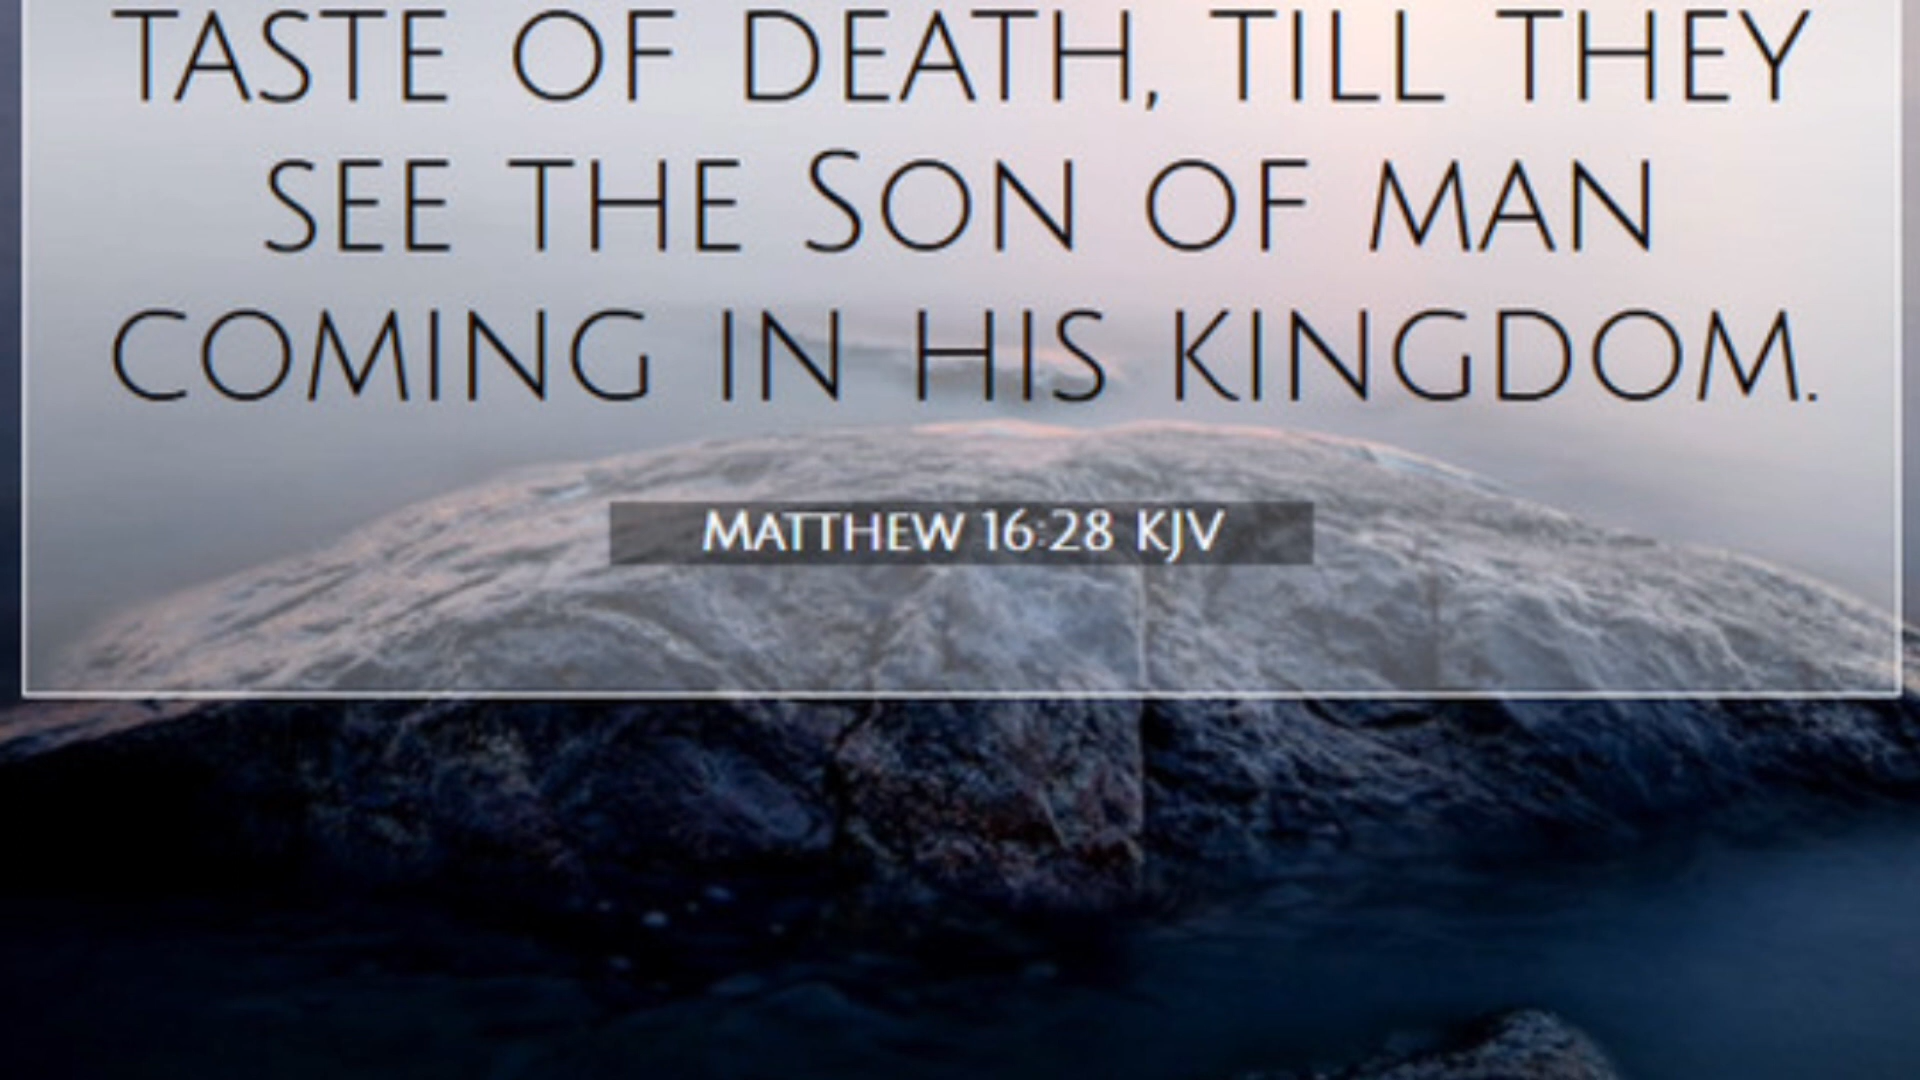 TASTE OF DEATH, TILL THEY
SEE THE SON OF MAN
COMING IN HIS KINGDOM.
MATTHEW 16:28 KJV